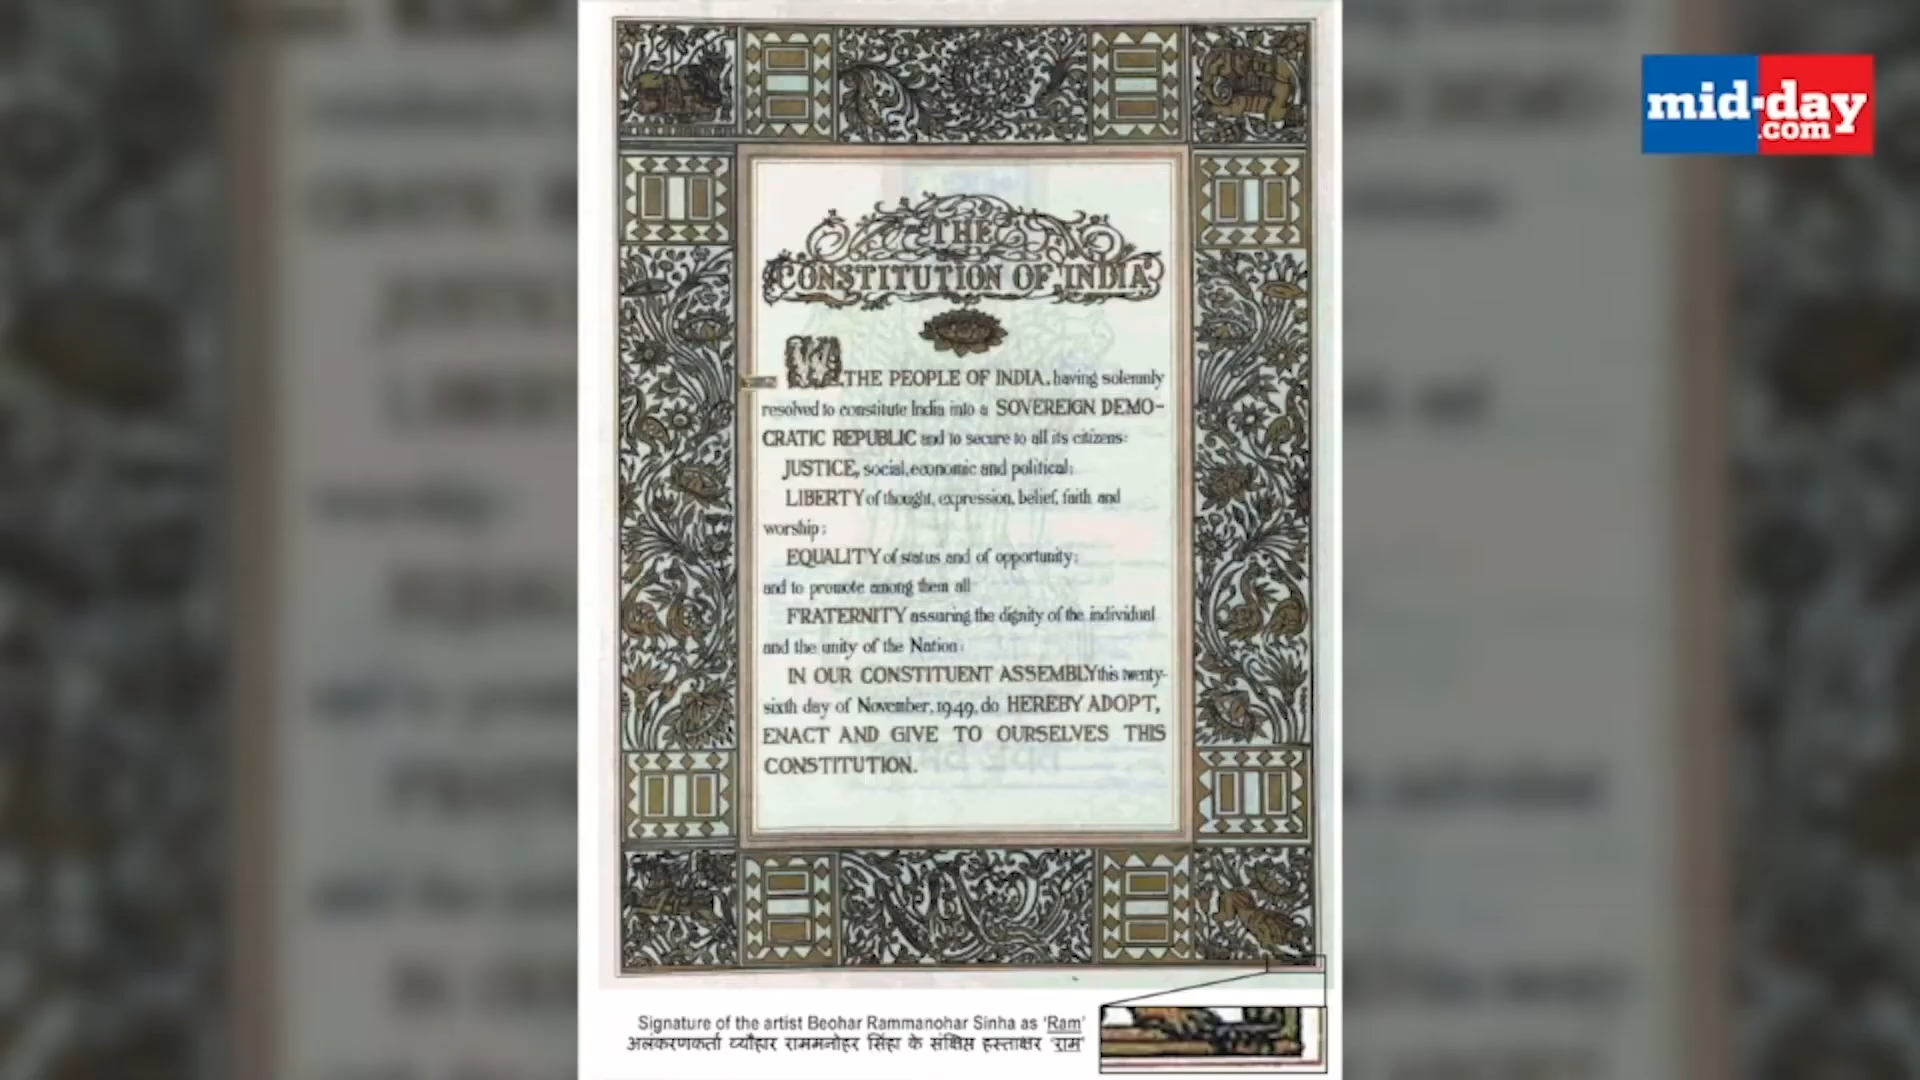 mid-day
.com
THE
CONSTITUTION OF INDIA
WE, THE PEOPLE OF INDIA, having solemnly
resolved to constitute India into a SOVEREIGN DEMO-
CRATIC REPUBLIC and to secure to all its citizens:
JUSTICE, social, economic and political;
LIBERTY of thought, expression, belief, faith and
worship;
EQUALITY of status and of opportunity;
and to promote among them all
FRATERNITY assuring the dignity of the individual
and the unity of the Nation;
IN OUR CONSTITUENT ASSEMBLY this twenty-
sixth day of November, 1949, do HEREBY ADOPT,
ENACT AND GIVE TO OURSELVES THIS
CONSTITUTION.
Signature of the artist Beohar Rammanohar Sinha as 'Ram'
अलंकरणकर्ता ब्यौहार राममनोहर सिंहा के संक्षिप्त हस्ताक्षर 'राम'